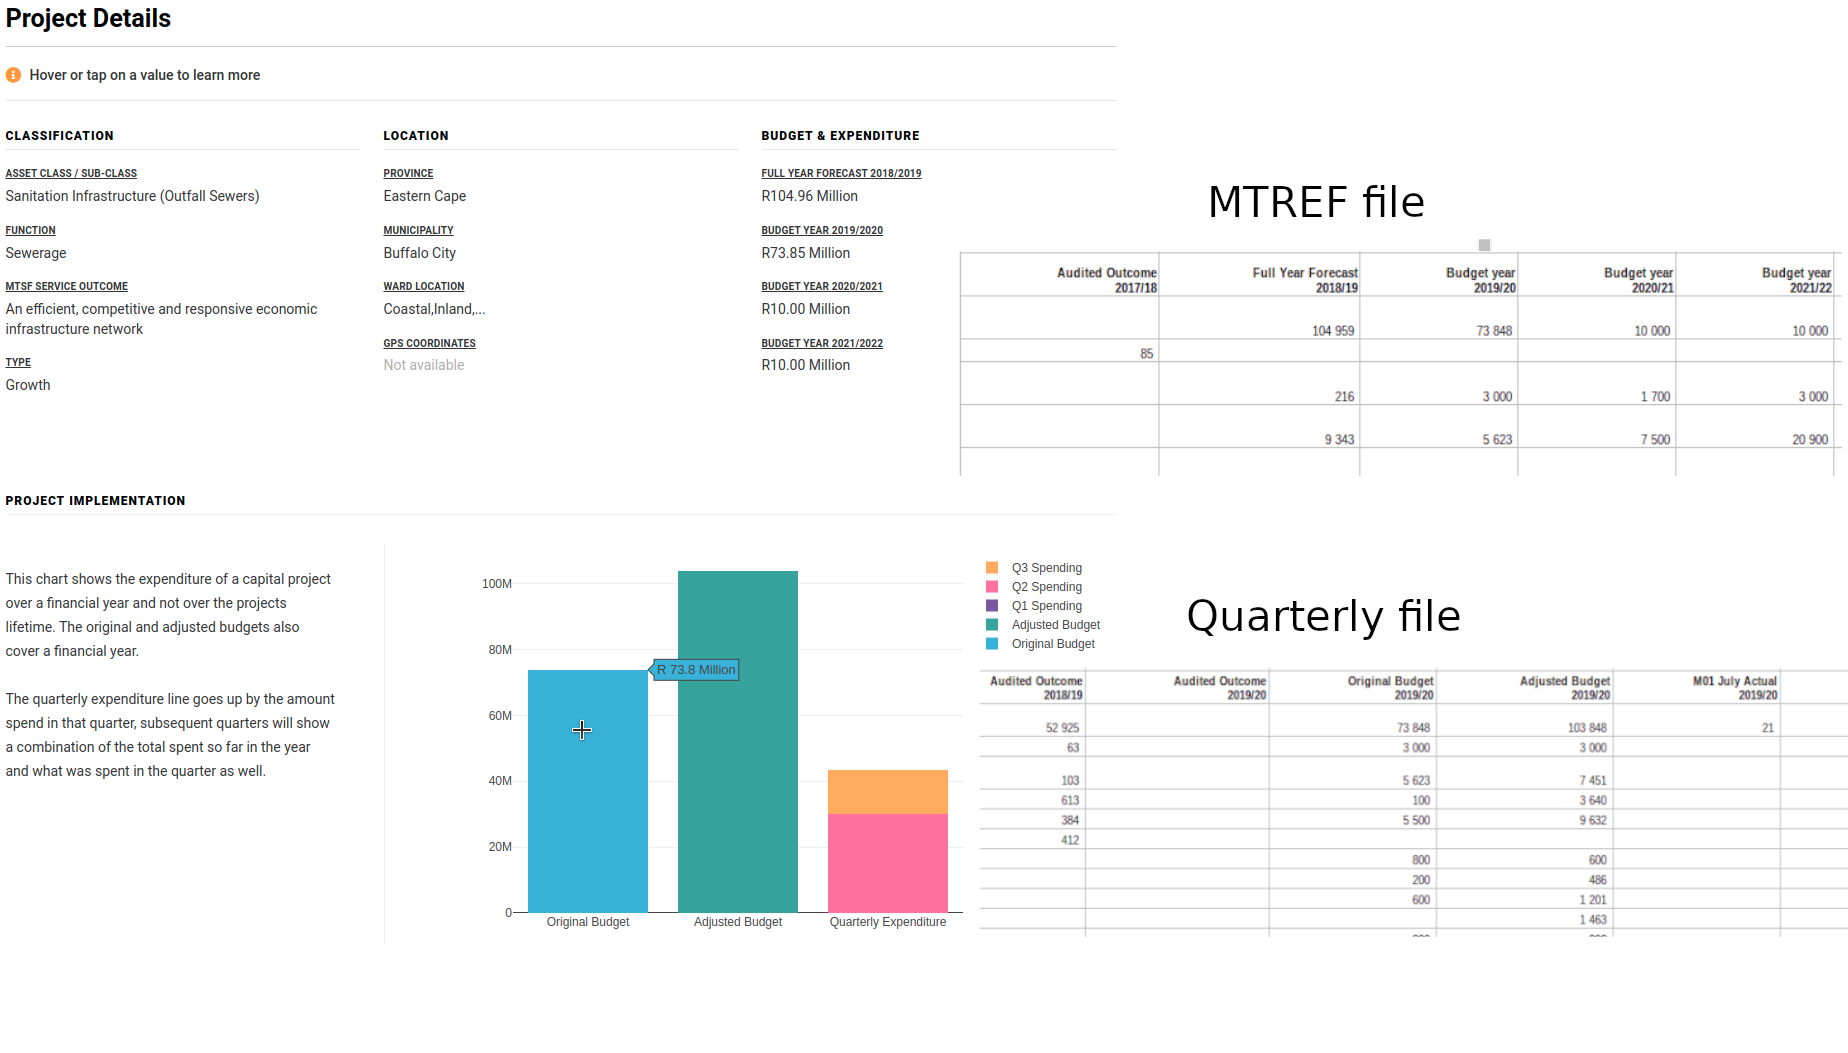 Project Details
Hover or tap on a value to learn more
CLASSIFICATION
ASSET CLASS / SUB-CLASS
Sanitation Infrastructure (Outfall Sewers)
FUNCTION
Sewerage
MTSF SERVICE OUTCOME
An efficient, competitive and responsive economic
infrastructure network
TYPE
Growth
LOCATION
PROVINCE
Eastern Cape
MUNICIPALITY
Buffalo City
WARD LOCATION
Coastal,Inland,...
GPS COORDINATES
Not available
BUDGET & EXPENDITURE
FULL YEAR FORECAST 2018/2019
R104.96 Million
BUDGET YEAR 2019/2020
R73.85 Million
BUDGET YEAR 2020/2021
R10.00 Million
BUDGET YEAR 2021/2022
R10.00 Million
MTREF file
Audited Outcome Full Year Forecast Budget year Budget year Budget year
2017/18 2018/19 2019/20 2020/21 2021/22
104 959 73 848 10 000 10 000
85
216 3 000 1 700 3 000
9 343 5 623 7 500 20 900
PROJECT IMPLEMENTATION
This chart shows the expenditure of a capital project
over a financial year and not over the projects
lifetime. The original and adjusted budgets also
cover a financial year.
The quarterly expenditure line goes up by the amount
spend in that quarter, subsequent quarters will show
a combination of the total spent so far in the year
and what was spent in the quarter as well.
100M
80M
60M
40M
20M
0
R 73.8 Million
Original Budget Adjusted Budget Quarterly Expenditure
Q3 Spending
Q2 Spending
Q1 Spending
Adjusted Budget
Original Budget
Quarterly file
Audited Outcome Audited Outcome Original Budget Adjusted Budget M01 July Actual
2018/19 2019/20 2019/20 2019/20 2019/20
52 925 73 848 103 848 21
63 3 000 3 000
103 5 623 7 451
613 100 3 640
384 5 500 9 632
412
800 600
200 486
600 1 201
1 463